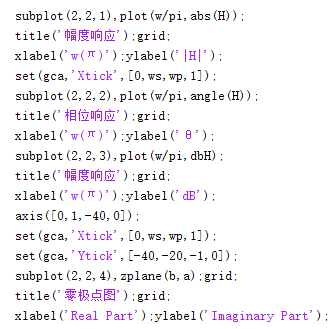 subplot(2,2,1),plot(w/pi,abs(H));
title('幅度响应');grid;
xlabel('w(π)');ylabel('|H|');
set(gca,'Xtick',[0,ws,wp,1]);
subplot(2,2,2),plot(w/pi,angle(H));
title('相位响应');grid;
xlabel('w(π)');ylabel('θ');
subplot(2,2,3),plot(w/pi,dbH);
title('幅度响应');grid;
xlabel('w(π)');ylabel('dB');
axis([0,1,-40,0]);
set(gca,'Xtick',[0,ws,wp,1]);
set(gca,'Ytick',[-40,-20,-1,0]);
subplot(2,2,4),zplane(b,a);grid;
title('零极点图');grid;
xlabel('Real Part');ylabel('Imaginary Part');